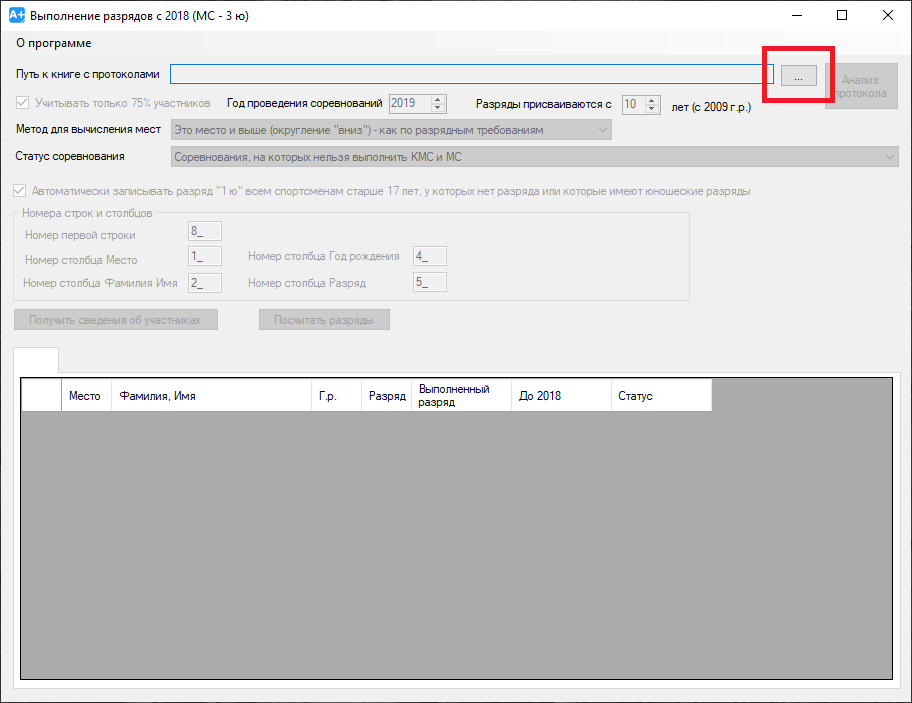 A+ Выполнение разрядов с 2018 (МС - 3 ю)
О программе
Путь к книге с протоколами ... Анализ
протокола
Учитывать только 75% участников Год проведения соревнований 2019 Разряды присваиваются с 10 лет (с 2009 г.р.)
Метод для вычисления мест Это место и выше (округление "вниз") - как по разрядным требованиям
Статус соревнования Соревнования, на которых нельзя выполнить КМС и МС
Автоматически записывать разряд "1 ю" всем спортсменам старше 17 лет, у которых нет разряда или которые имеют юношеские разряды
Номера строк и столбцов
Номер первой строки 8_
Номер столбца Место 1_ Номер столбца Год рождения 4_
Номер столбца Фамилия Имя 2_ Номер столбца Разряд 5_
Получить сведения об участниках Посчитать разряды
Место Фамилия, Имя Г.р. Разряд Выполненный
разряд До 2018 Статус